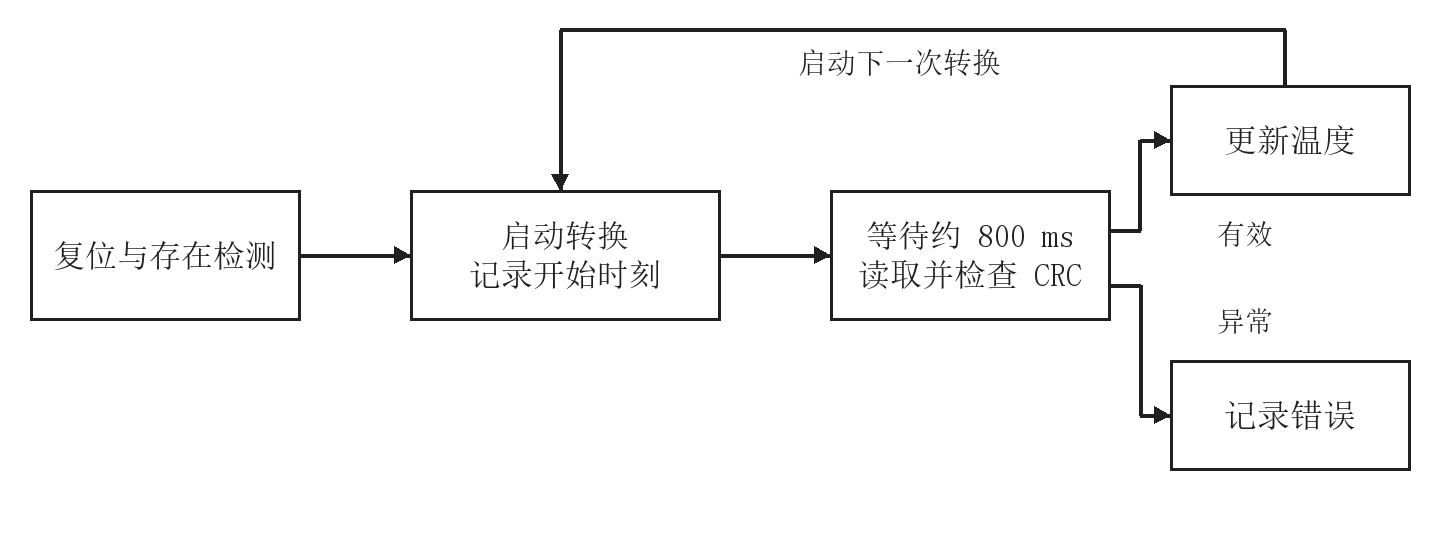 启动下一次转换
更新温度
复位与存在检测
启动转换
记录开始时刻
等待约 800 ms
读取并检查 CRC
有效
异常
记录错误